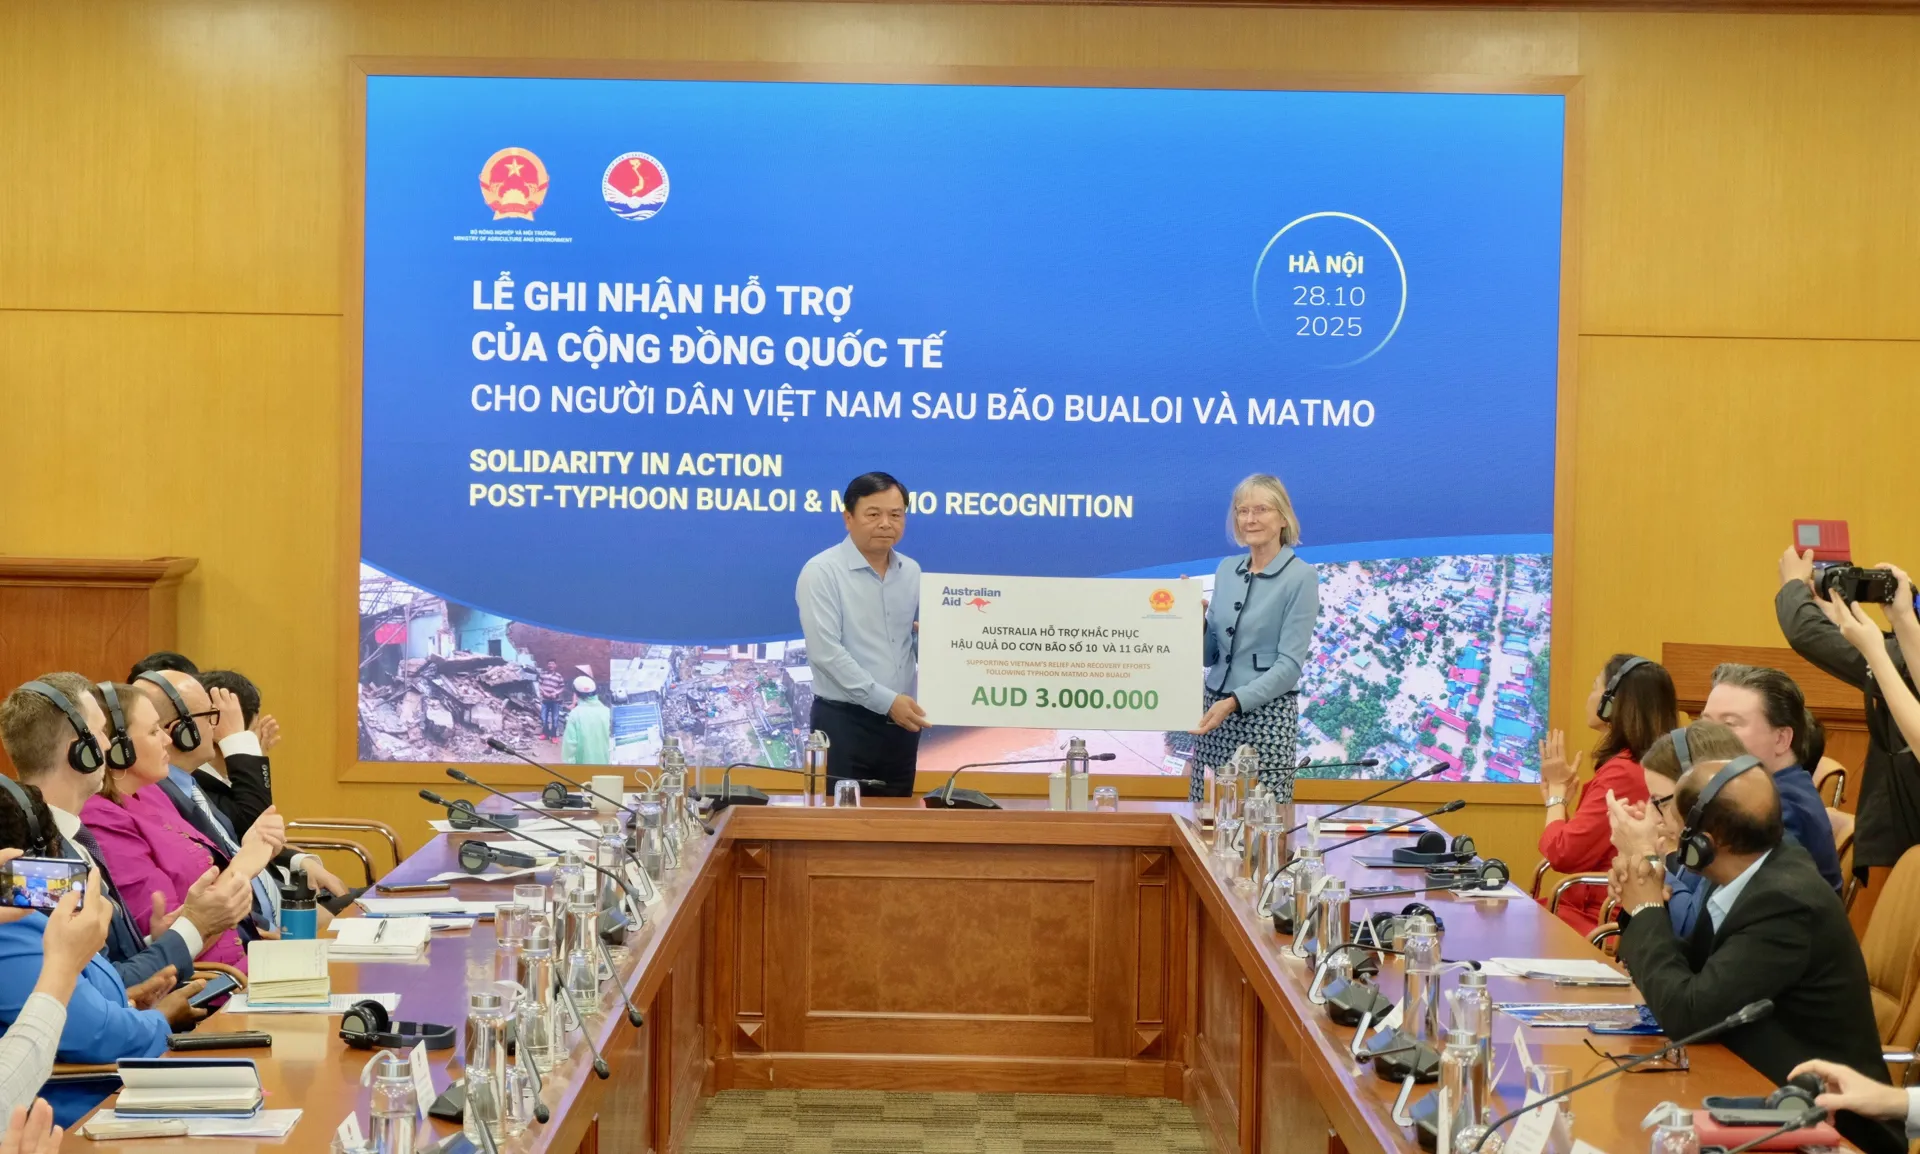 BỘ NÔNG NGHIỆP VÀ MÔI TRƯỜNG
MINISTRY OF AGRICULTURE AND ENVIRONMENT
HÀ NỘI
28.10
2025
LỄ GHI NHẬN HỖ TRỢ
CỦA CỘNG ĐỒNG QUỐC TẾ
CHO NGƯỜI DÂN VIỆT NAM SAU BÃO BUALOI VÀ MATMO
SOLIDARITY IN ACTION
POST-TYPHOON BUALOI & M MO RECOGNITION
Australian
Aid
AUSTRALIA HỖ TRỢ KHẮC PHỤC
HẬU QUẢ DO CƠN BÃO SỐ 10 VÀ 11 GÂY RA
SUPPORTING VIETNAM'S RELIEF AND RECOVERY EFFORTS
FOLLOWING TYPHOON MATMO AND BUALOI
AUD 3.000.000